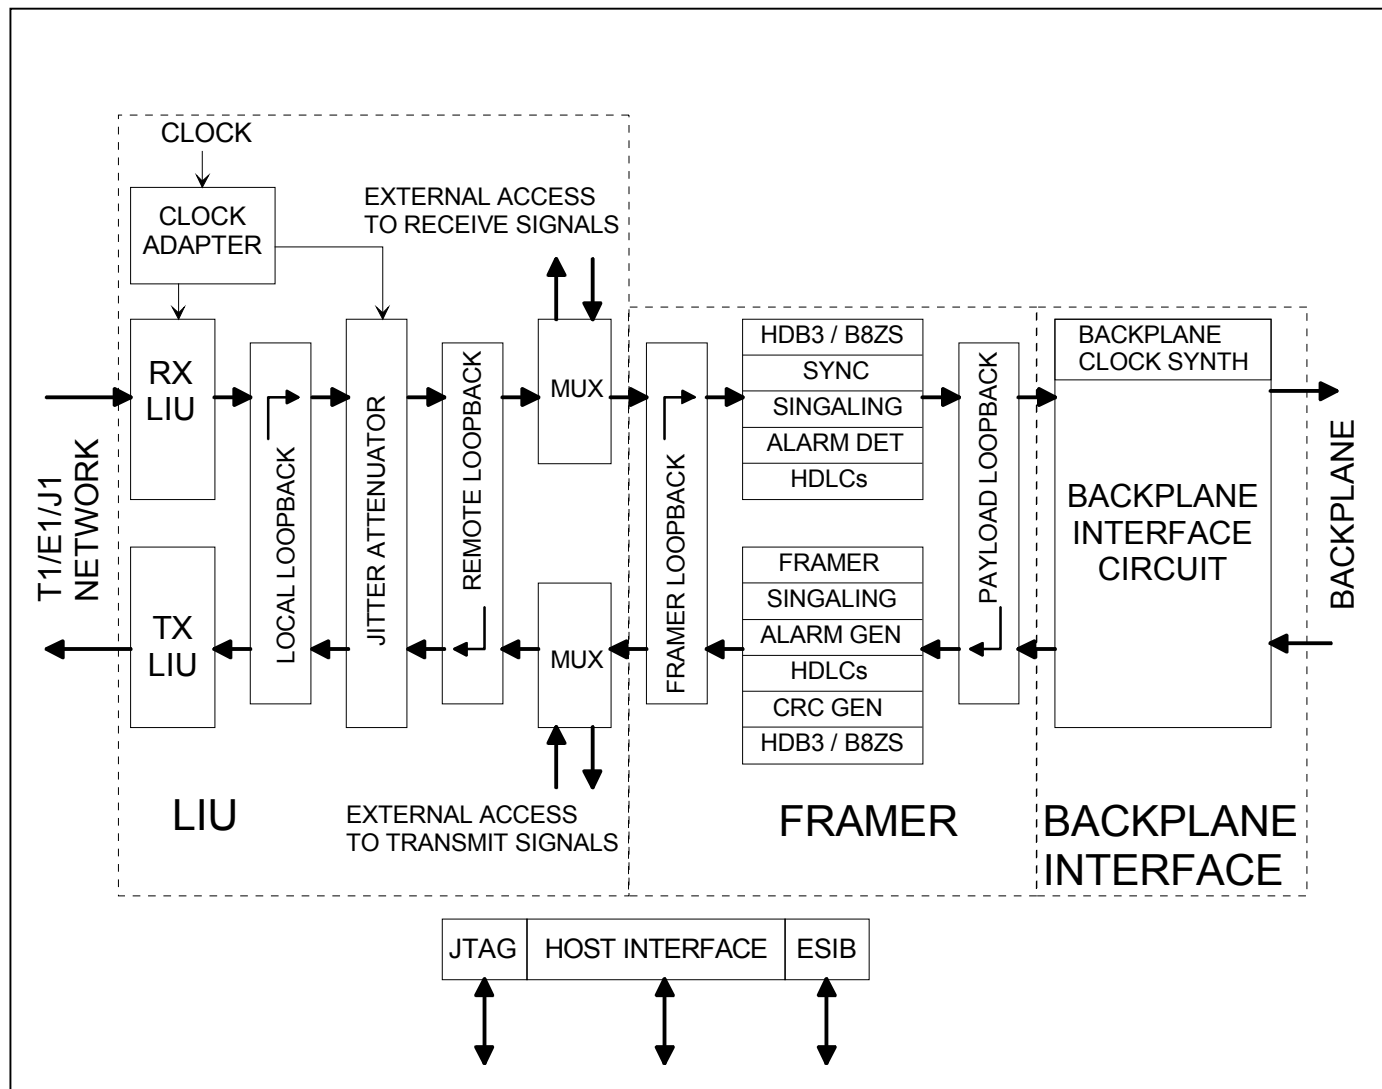 CLOCK
CLOCK
ADAPTER
EXTERNAL ACCESS
TO RECEIVE SIGNALS
T1/E1/J1
NETWORK
RX
LIU
TX
LIU
LOCAL LOOPBACK
JITTER ATTENUATOR
REMOTE LOOPBACK
MUX
MUX
EXTERNAL ACCESS
TO TRANSMIT SIGNALS
LIU
FRAMER LOOPBACK
HDB3 / B8ZS
SYNC
SINGALING
ALARM DET
HDLCs
FRAMER
SINGALING
ALARM GEN
HDLCs
CRC GEN
HDB3 / B8ZS
PAYLOAD LOOPBACK
FRAMER
BACKPLANE
CLOCK SYNTH
BACKPLANE
INTERFACE
CIRCUIT
BACKPLANE
BACKPLANE
INTERFACE
JTAG
HOST INTERFACE
ESIB